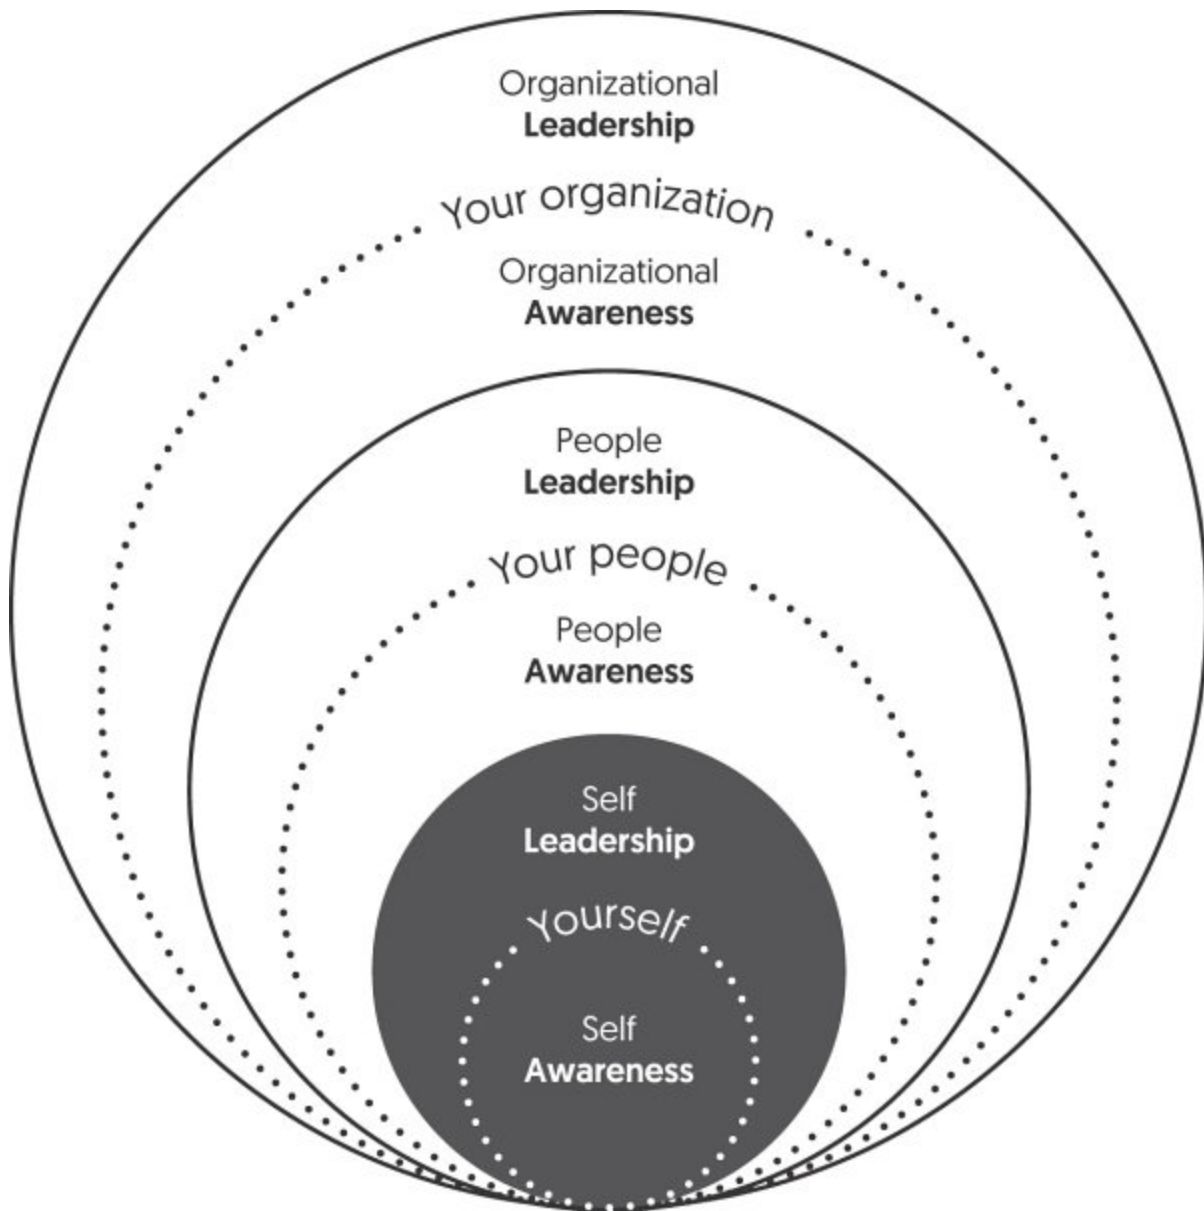 Organizational
Leadership
Your organization
Organizational
Awareness
People
Leadership
Your people
People
Awareness
Self
Leadership
Yourself
Self
Awareness